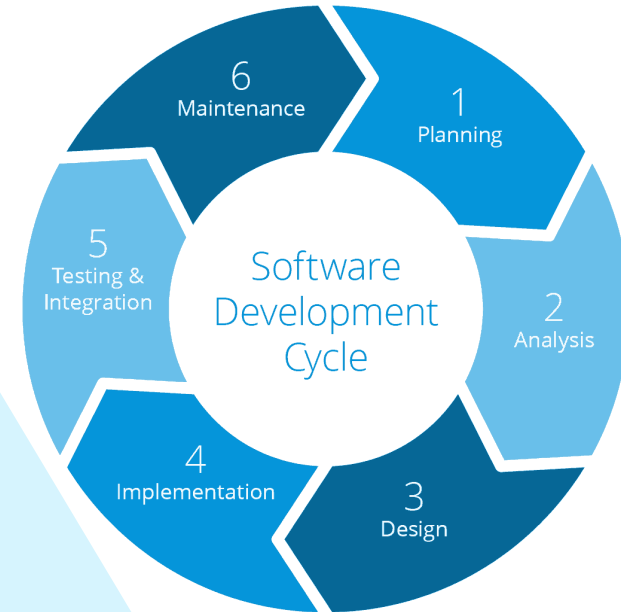 Software
Development
Cycle
1
Planning
2
Analysis
3
Design
4
Implementation
5
Testing &
Integration
6
Maintenance